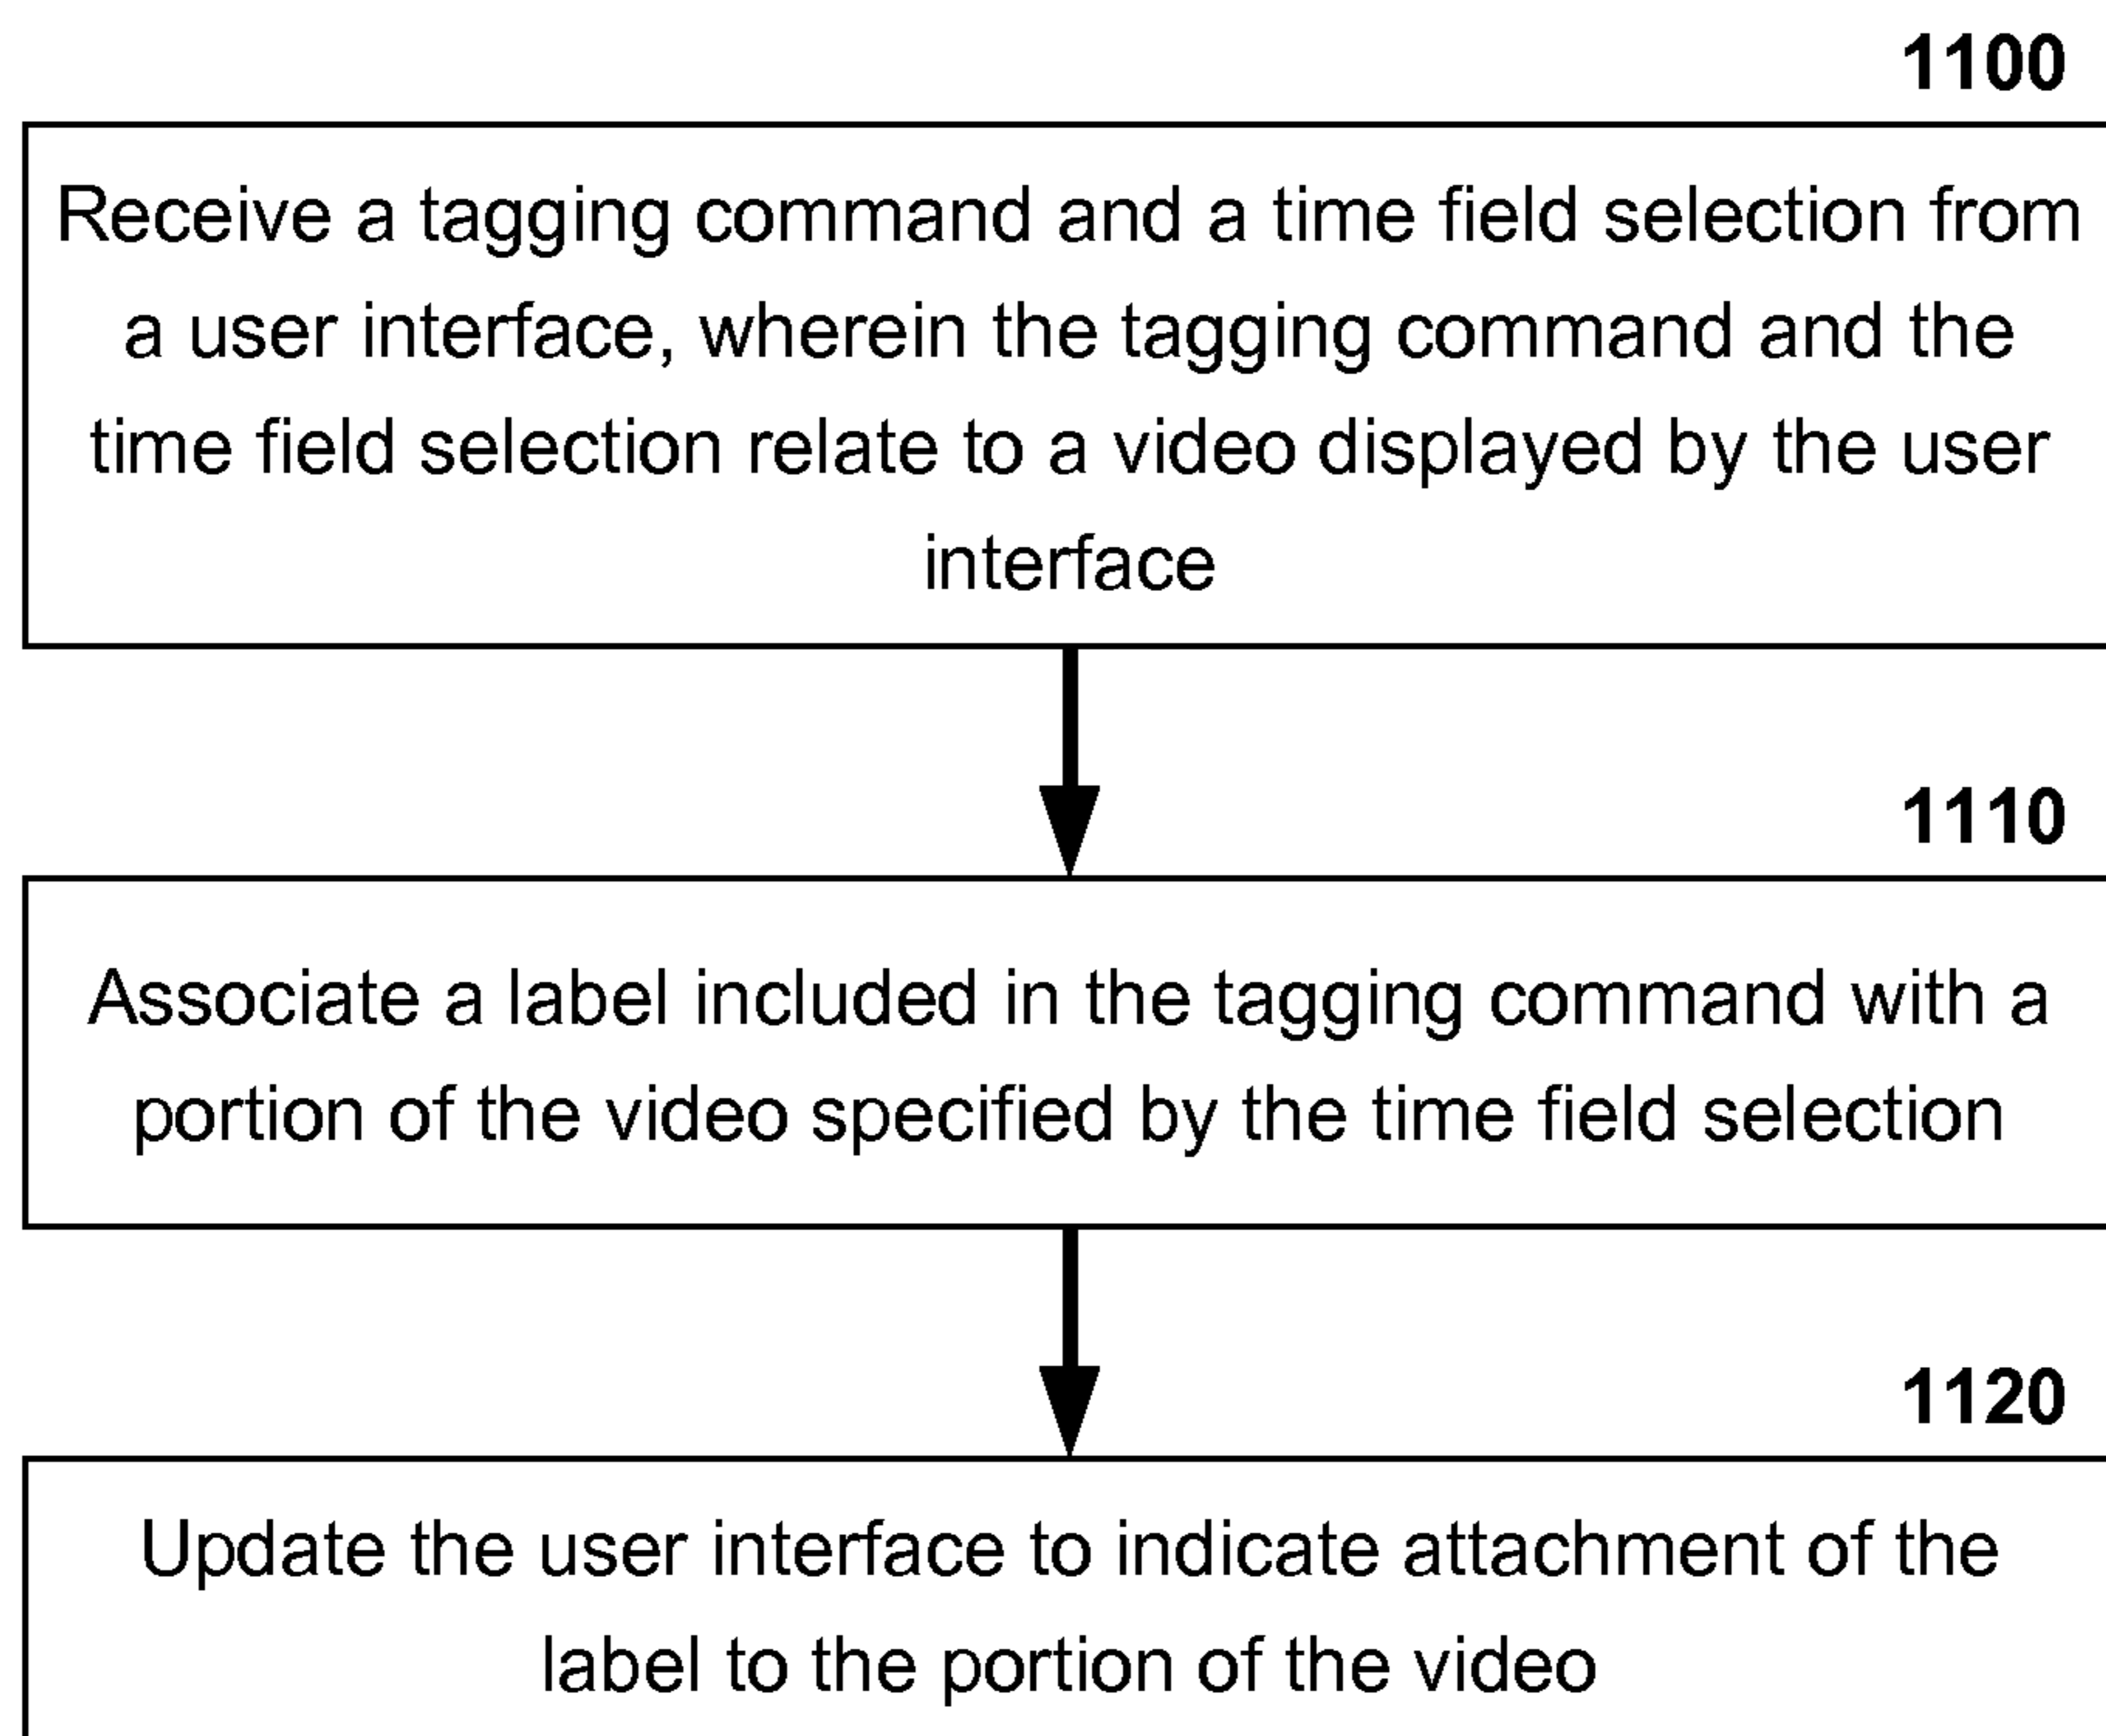 1100
Receive a tagging command and a time field selection from
a user interface, wherein the tagging command and the
time field selection relate to a video displayed by the user
interface
1110
Associate a label included in the tagging command with a
portion of the video specified by the time field selection
1120
Update the user interface to indicate attachment of the
label to the portion of the video